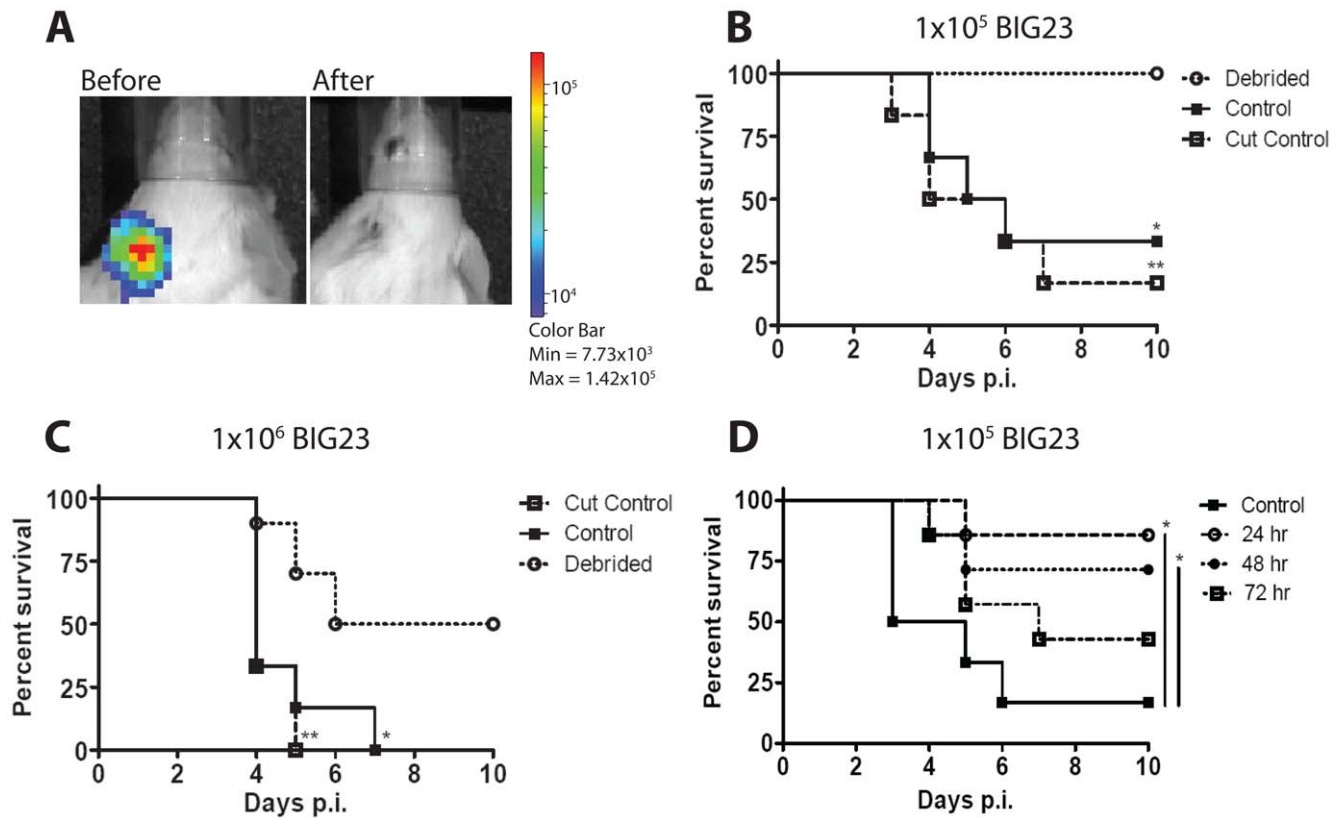 A
Before
After
10⁵
10⁴
Color Bar
Min = 7.73x10³
Max = 1.42x10⁵
B
1x10⁵ BIG23
Percent survival
100
75
50
25
0
0 2 4 6 8 10
Days p.i.
Debrided
Control
Cut Control
*
**
C
1x10⁶ BIG23
Percent survival
100
75
50
25
0
0 2 4 6 8 10
Days p.i.
Cut Control
Control
Debrided
** *
D
1x10⁵ BIG23
Percent survival
100
75
50
25
0
0 2 4 6 8 10
Days p.i.
Control
24 hr
48 hr
72 hr
*
*